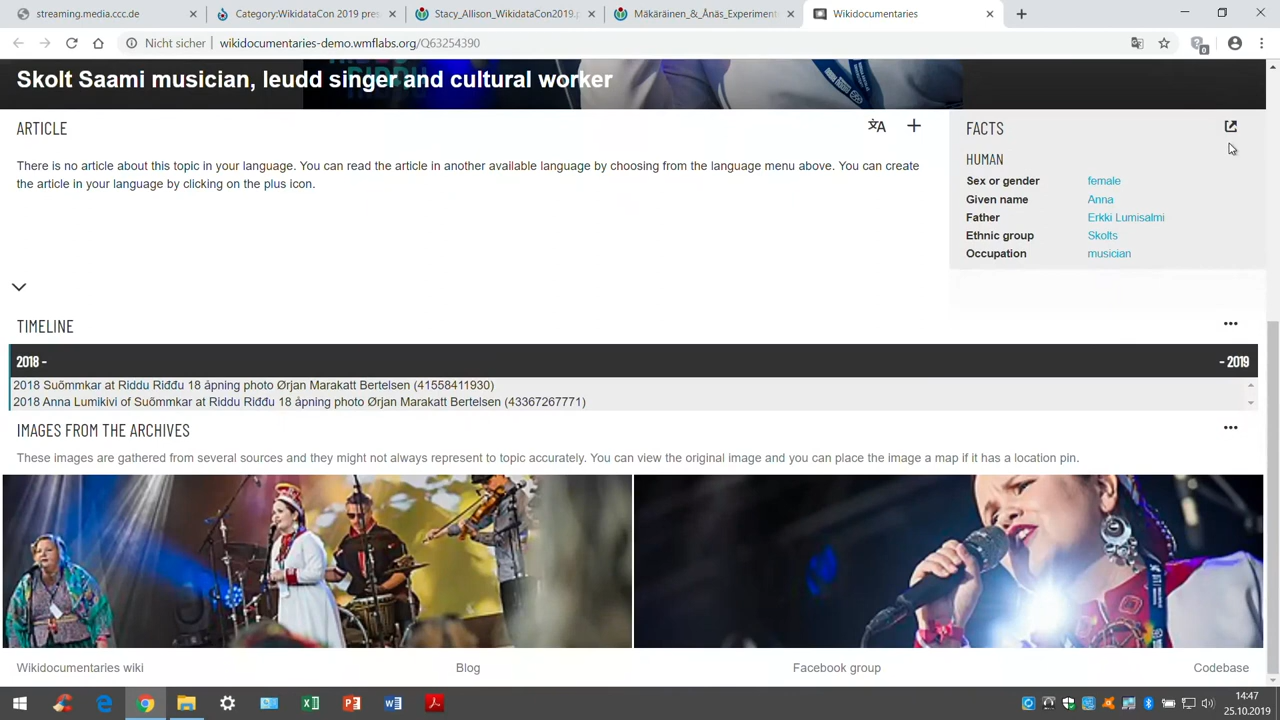 streaming.media.ccc.de
Category:WikidataCon 2019 pres
Stacy_Allison_WikidataCon2019.p
Mäkäräinen_&_Ånäs_Experiment
Wikidocumentaries
Nicht sicher
wikidocumentaries-demo.wmflabs.org/Q63254390
Skolt Saami musician, leudd singer and cultural worker
ARTICLE
There is no article about this topic in your language. You can read the article in another available language by choosing from the language menu above. You can create
the article in your language by clicking on the plus icon.
FACTS
HUMAN
Sex or gender female
Given name Anna
Father Erkki Lumisalmi
Ethnic group Skolts
Occupation musician
TIMELINE
2018 - - 2019
2018 Suõmmkar at Riddu Riđđu 18 åpning photo Ørjan Marakatt Bertelsen (41558411930)
2018 Anna Lumikivi of Suõmmkar at Riddu Riđđu 18 åpning photo Ørjan Marakatt Bertelsen (43367267771)
IMAGES FROM THE ARCHIVES
These images are gathered from several sources and they might not always represent to topic accurately. You can view the original image and you can place the image a map if it has a location pin.
Wikidocumentaries wiki
Blog
Facebook group
Codebase
14:47
25.10.2019